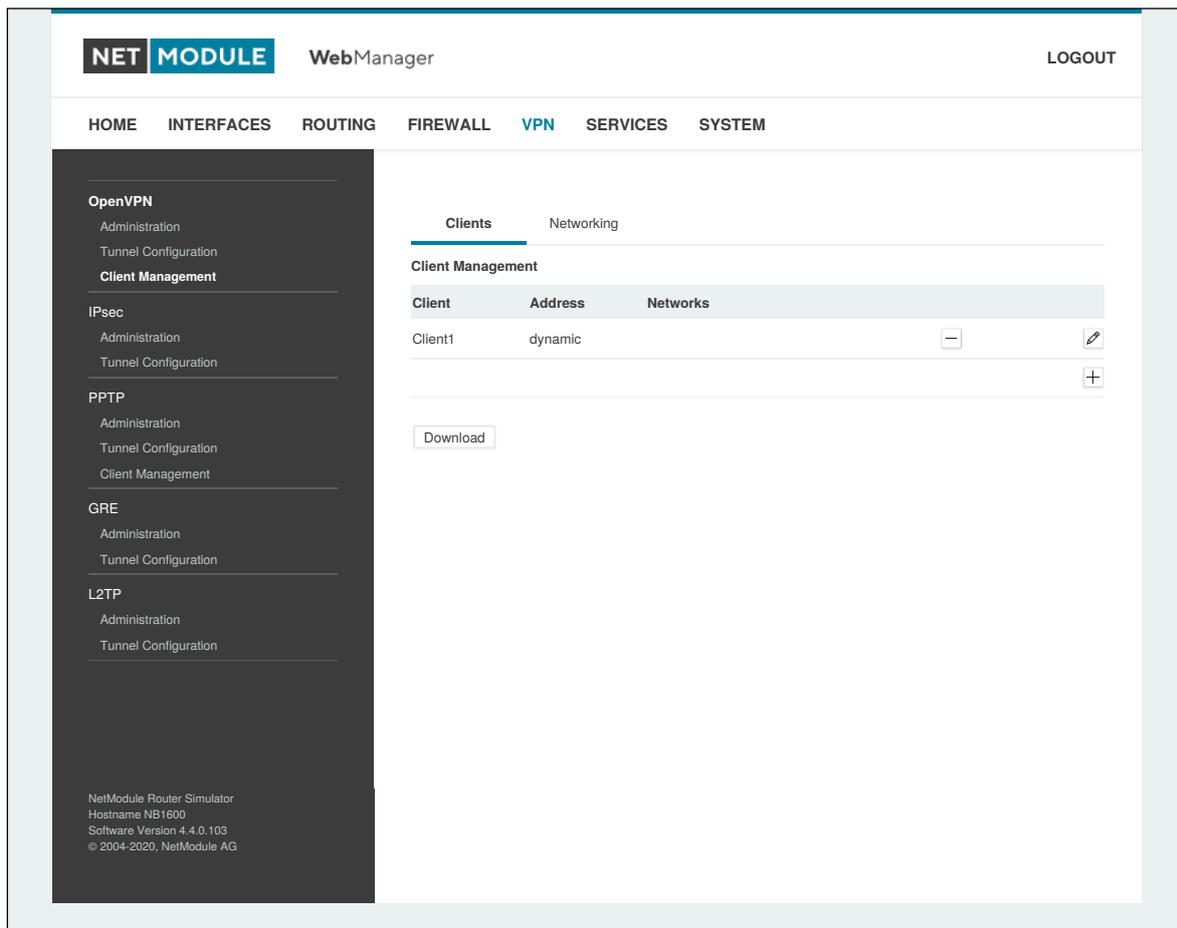 NET MODULE WebManager LOGOUT
HOME INTERFACES ROUTING FIREWALL VPN SERVICES SYSTEM
OpenVPN
Administration
Tunnel Configuration
Client Management
IPsec
Administration
Tunnel Configuration
PPTP
Administration
Tunnel Configuration
Client Management
GRE
Administration
Tunnel Configuration
L2TP
Administration
Tunnel Configuration
NetModule Router Simulator
Hostname NB1600
Software Version 4.4.0.103
© 2004-2020, NetModule AG
Clients Networking
Client Management
Client Address Networks
Client1 dynamic
Download